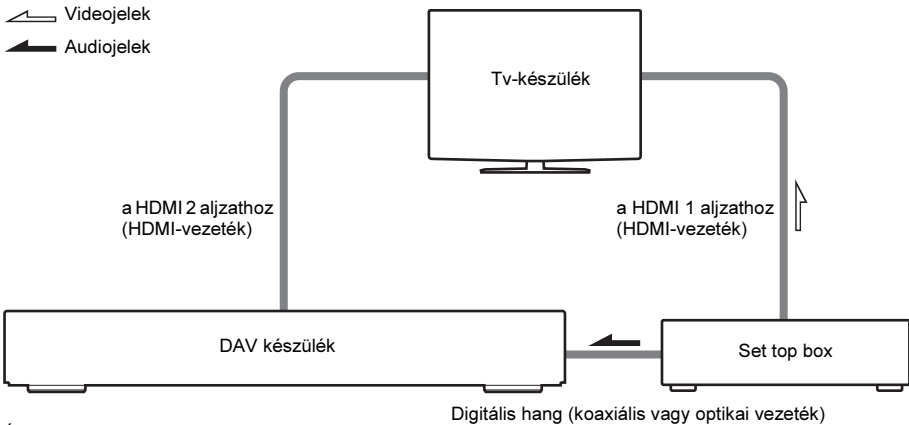 Videojelek
Audiojelek
Tv-készülék
a HDMI 2 aljzathoz
(HDMI-vezeték)
a HDMI 1 aljzathoz
(HDMI-vezeték)
DAV készülék
Set top box
Digitális hang (koaxiális vagy optikai vezeték)